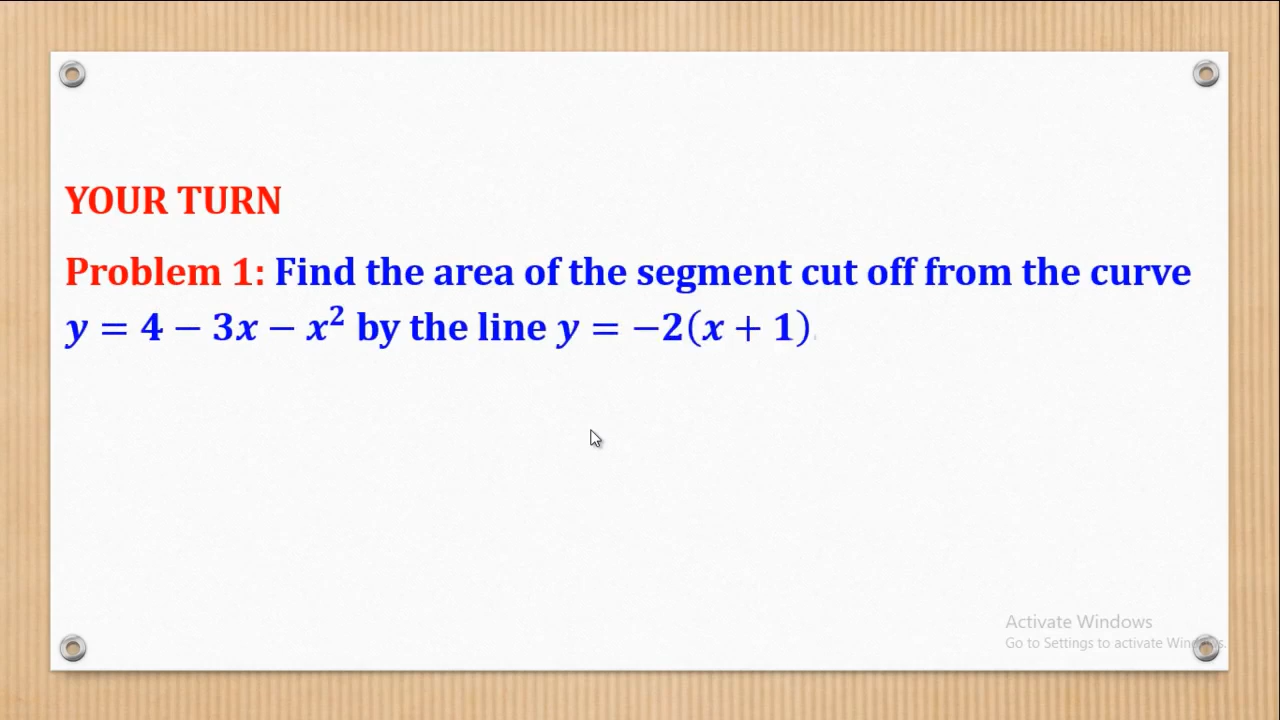 YOUR TURN
Problem 1: Find the area of the segment cut off from the curve
y = 4 − 3x − x² by the line y = −2(x + 1)
Activate Windows
Go to Settings to activate Windows.